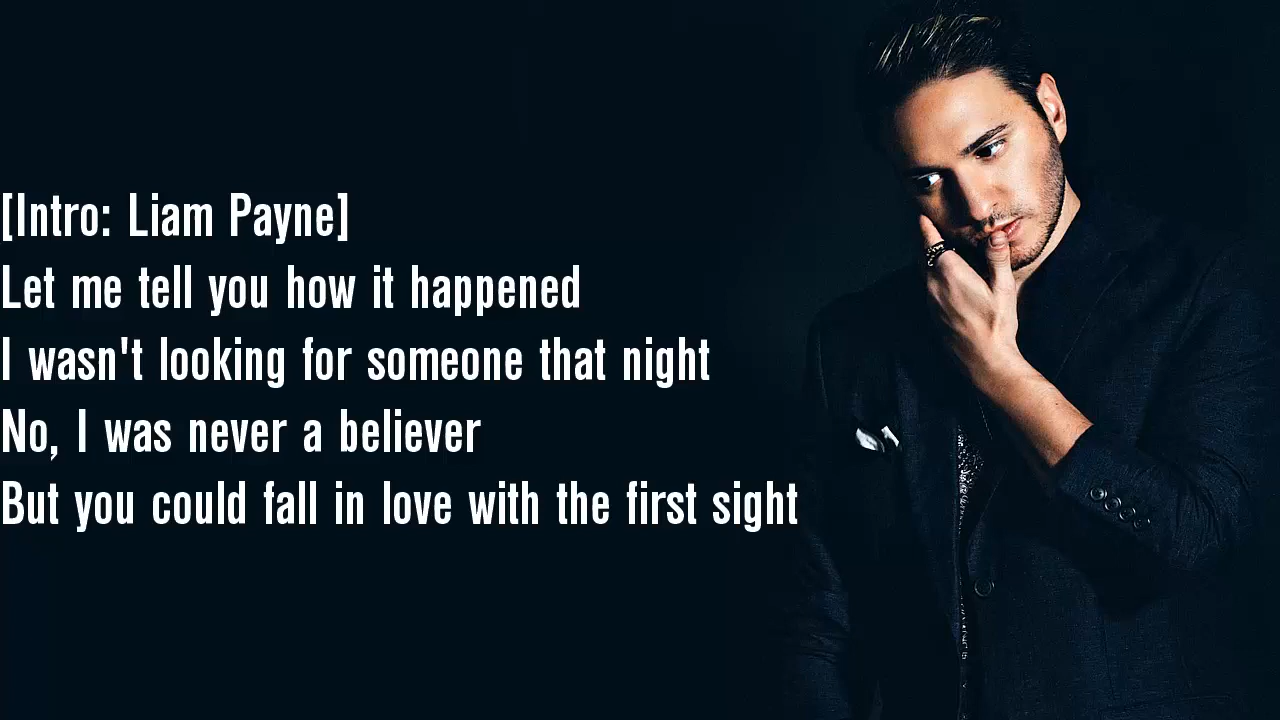 [Intro: Liam Payne]
Let me tell you how it happened
I wasn't looking for someone that night
No, I was never a believer
But you could fall in love with the first sight